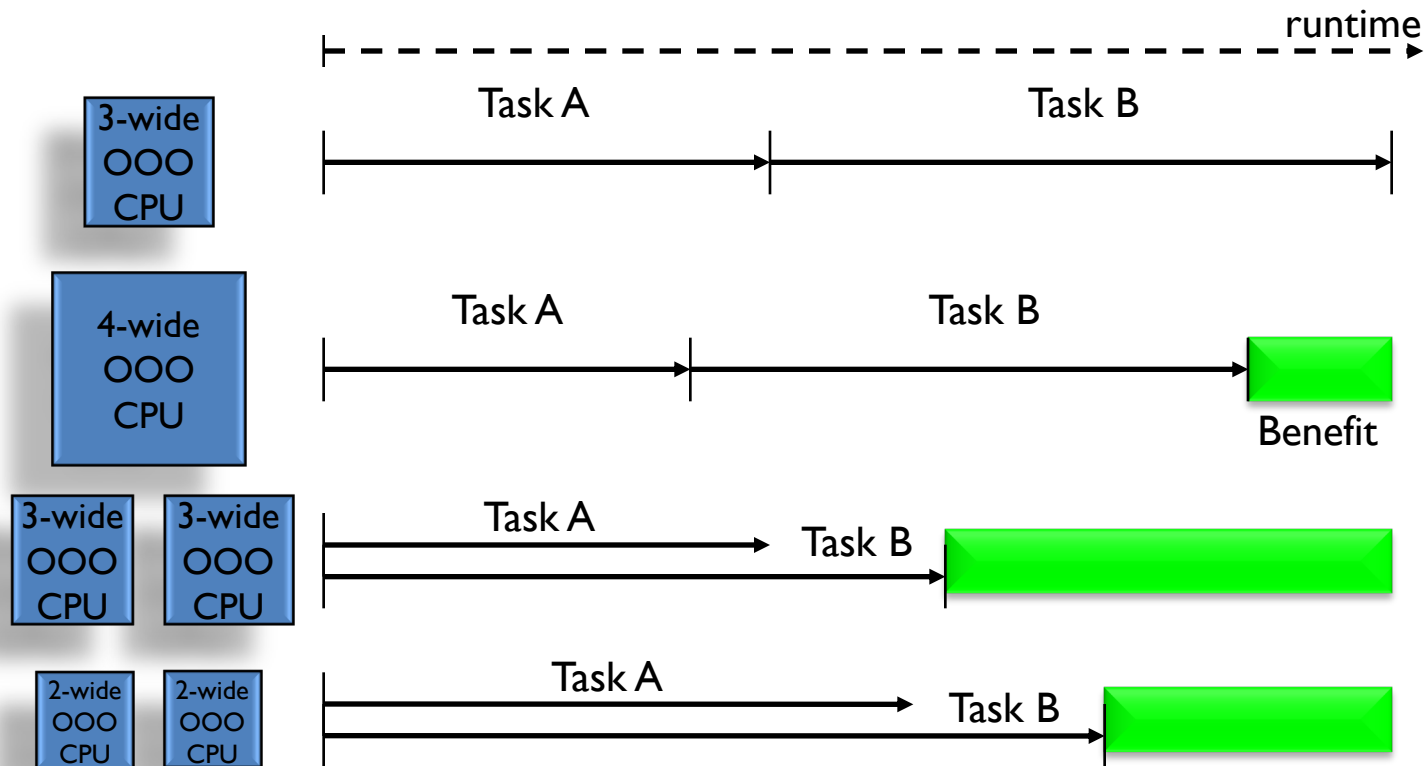 runtime
Task A
Task B
3-wide
OOO
CPU
Task A
Task B
4-wide
OOO
CPU
Benefit
3-wide
OOO
CPU
3-wide
OOO
CPU
Task A
Task B
2-wide
OOO
CPU
2-wide
OOO
CPU
Task A
Task B